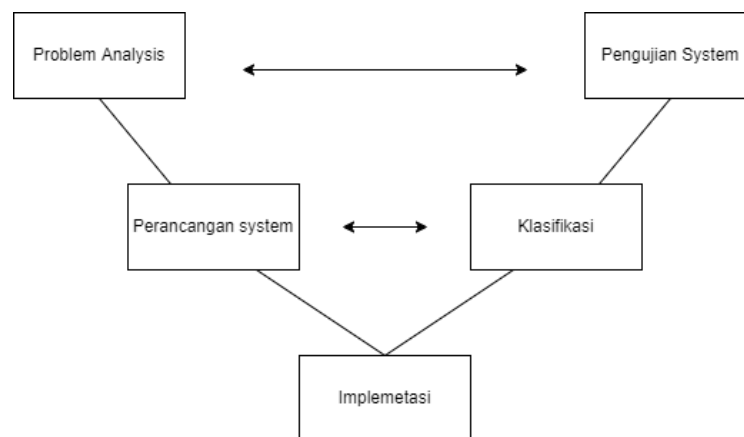 Problem Analysis
Pengujian System
Perancangan system
Klasifikasi
Implemetasi